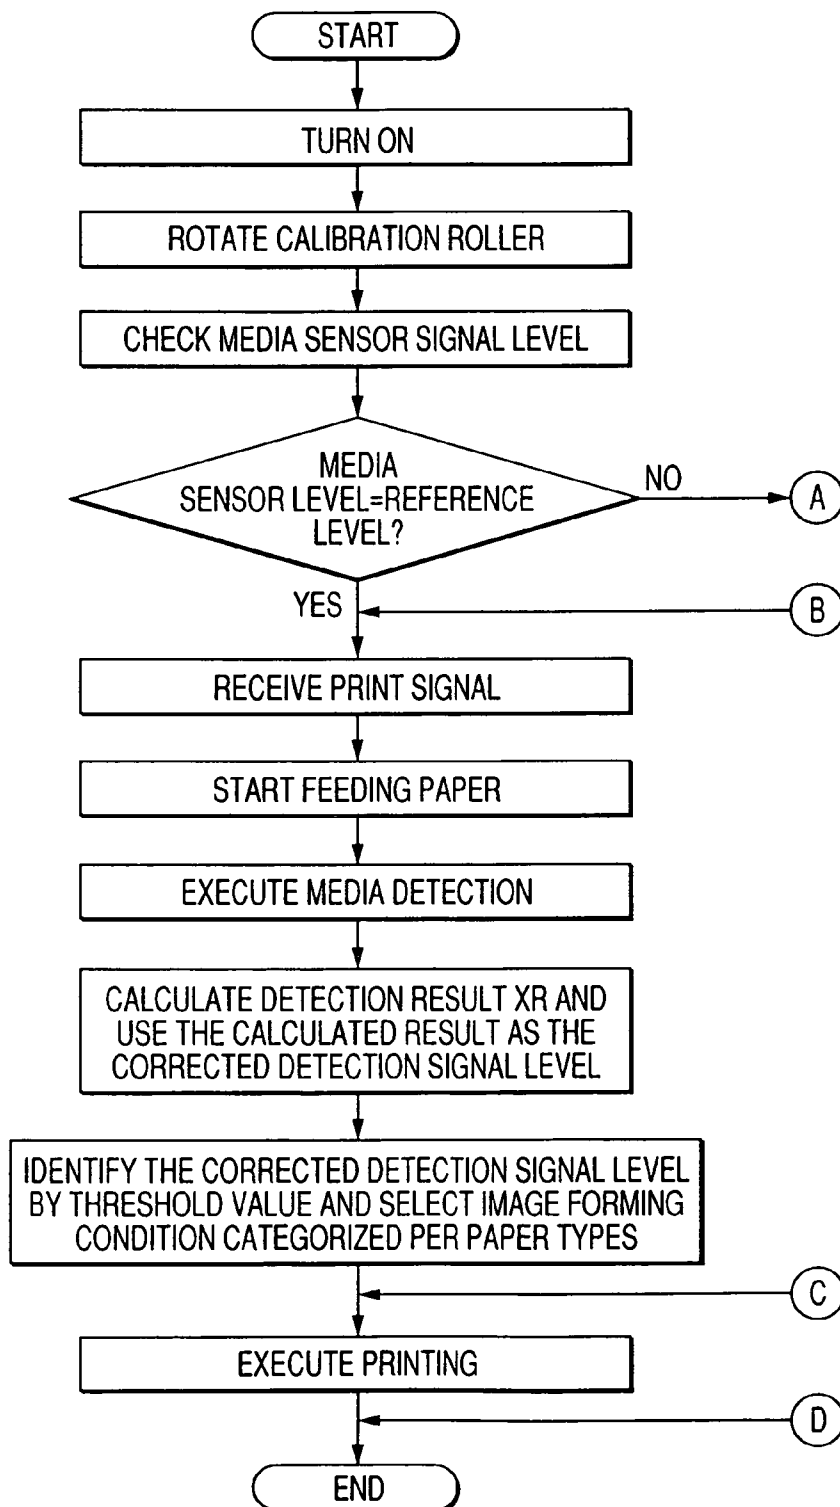 START
TURN ON
ROTATE CALIBRATION ROLLER
CHECK MEDIA SENSOR SIGNAL LEVEL
MEDIA
SENSOR LEVEL=REFERENCE
LEVEL?
NO
A
YES
B
RECEIVE PRINT SIGNAL
START FEEDING PAPER
EXECUTE MEDIA DETECTION
CALCULATE DETECTION RESULT XR AND
USE THE CALCULATED RESULT AS THE
CORRECTED DETECTION SIGNAL LEVEL
IDENTIFY THE CORRECTED DETECTION SIGNAL LEVEL
BY THRESHOLD VALUE AND SELECT IMAGE FORMING
CONDITION CATEGORIZED PER PAPER TYPES
C
EXECUTE PRINTING
D
END